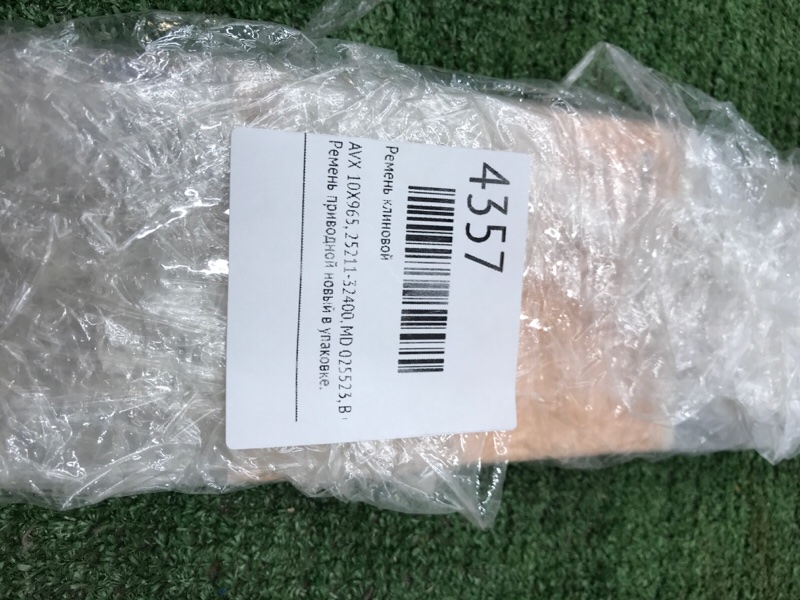 4357
Ремень клиновой
AVX 10X965, 25211-32400, MD 025523, B
Ремень приводной новый в упаковке.